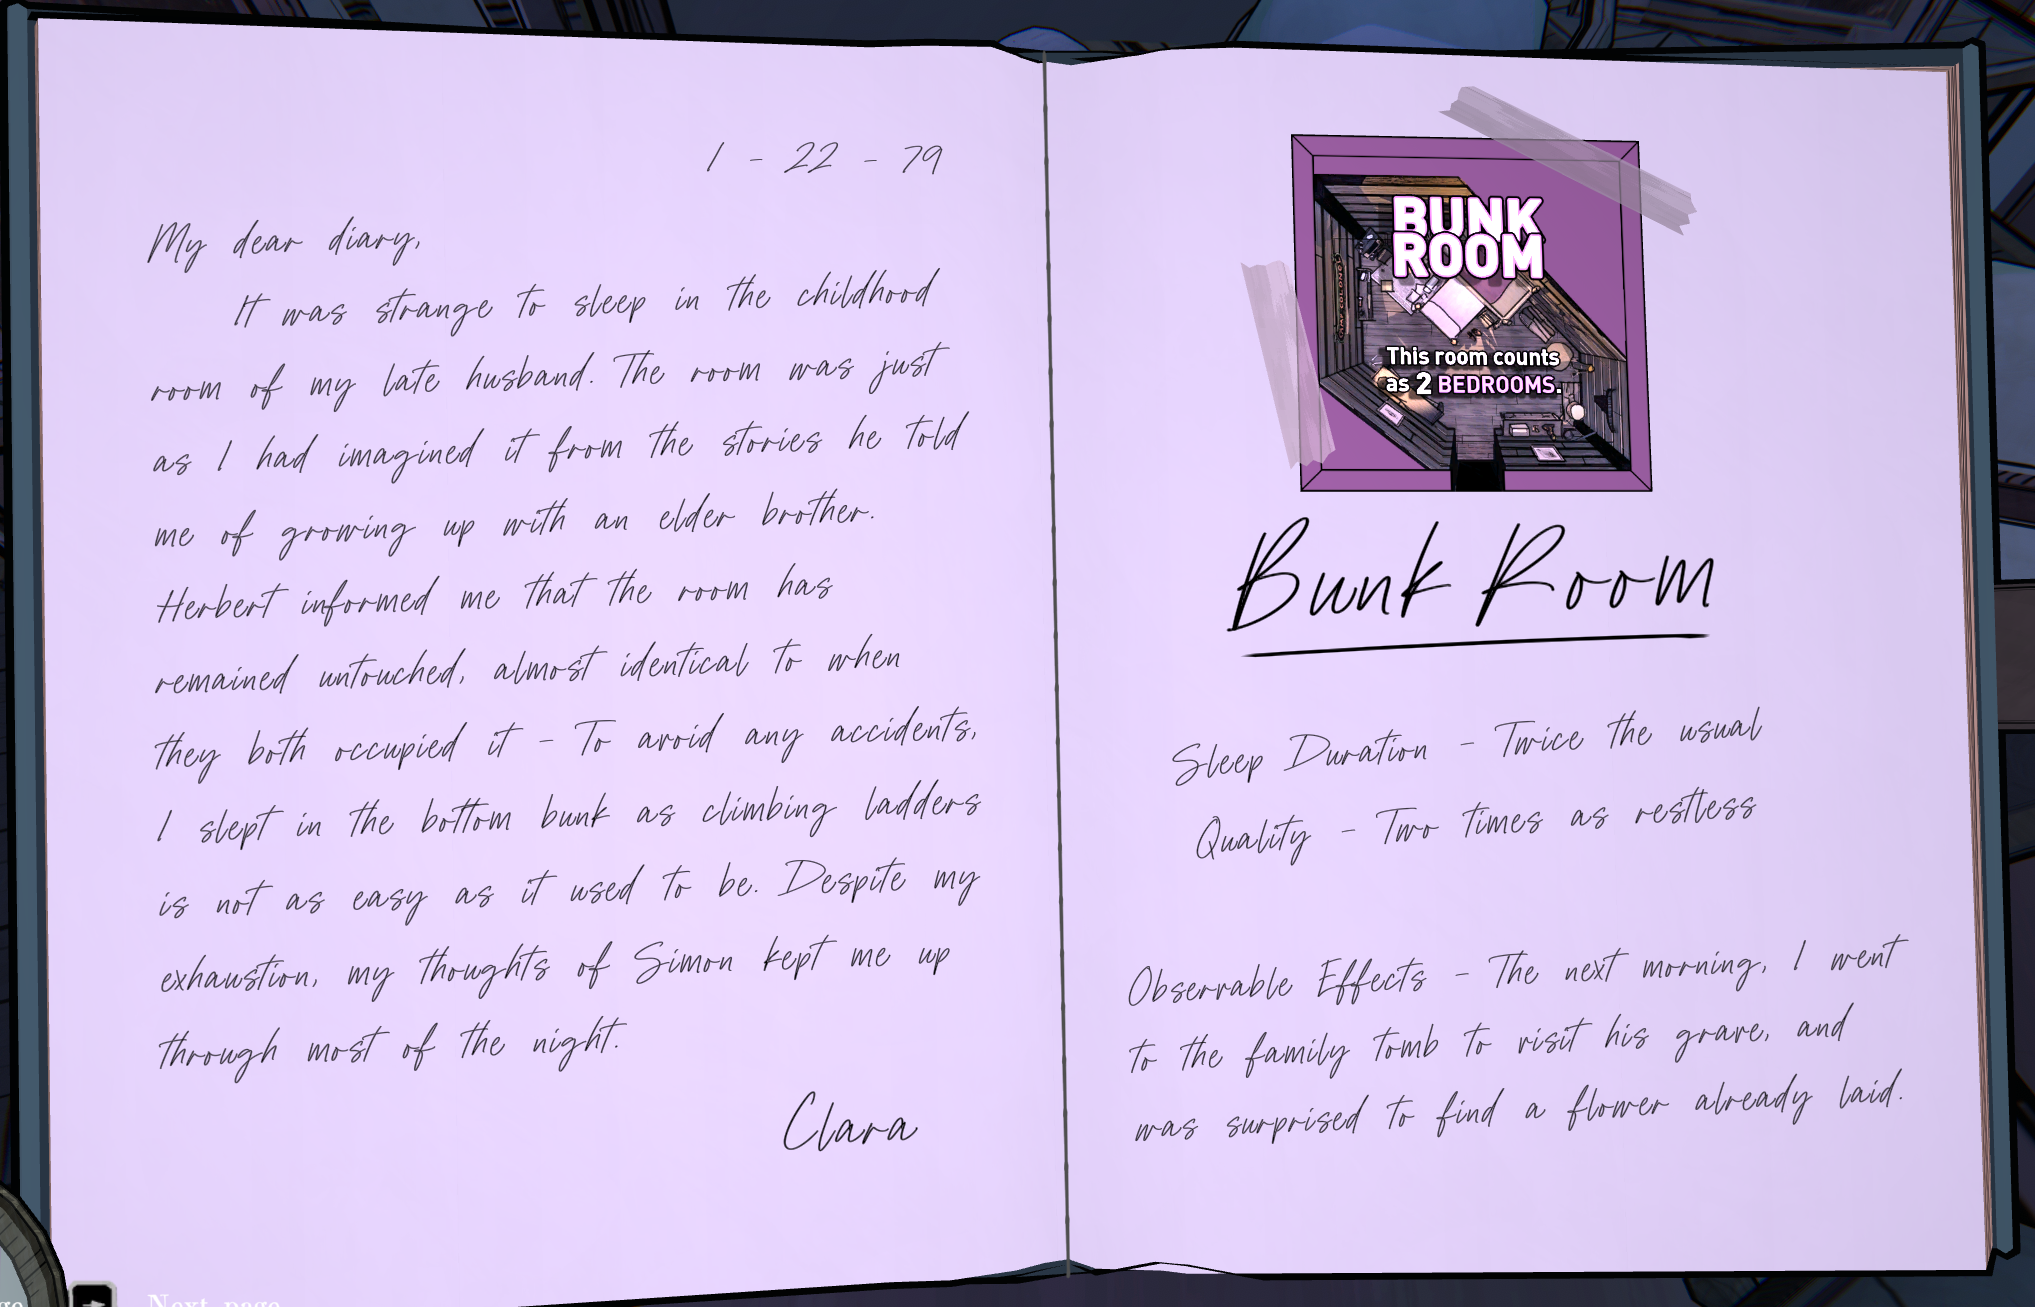 1 - 22 - 79
My dear diary,
It was strange to sleep in the childhood
room of my late husband. The room was just
as I had imagined it from the stories he told
me of growing up with an elder brother.
Herbert informed me that the room has
remained untouched, almost identical to when
they both occupied it - To avoid any accidents,
I slept in the bottom bunk as climbing ladders
is not as easy as it used to be. Despite my
exhaustion, my thoughts of Simon kept me up
through most of the night.
Clara
BUNK
ROOM
This room counts
as 2 BEDROOMS.
Bunk Room
Sleep Duration - Twice the usual
Quality - Two times as restless
Observable Effects - The next morning, I went
to the family tomb to visit his grave, and
was surprised to find a flower already laid.
Next page